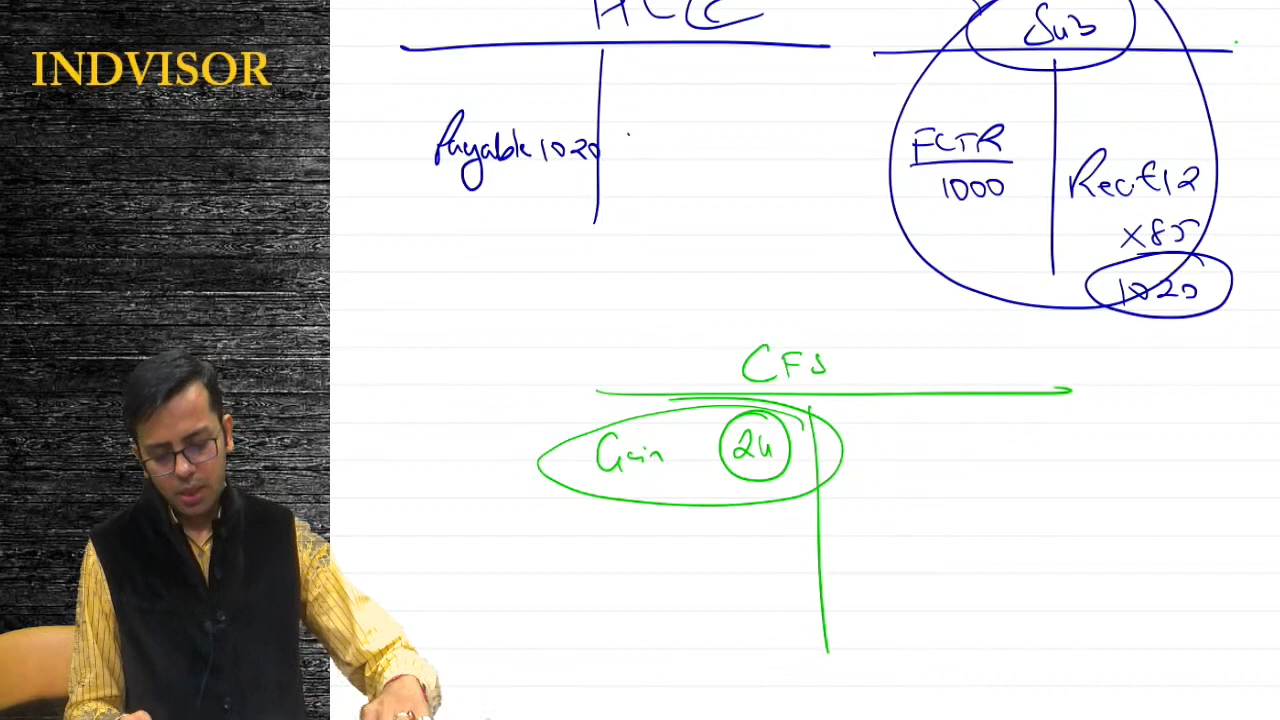 INDVISOR
Sub
Payable 1020
FCTR
1000
Rec. €12
×85
1020
CFS
Gain 24